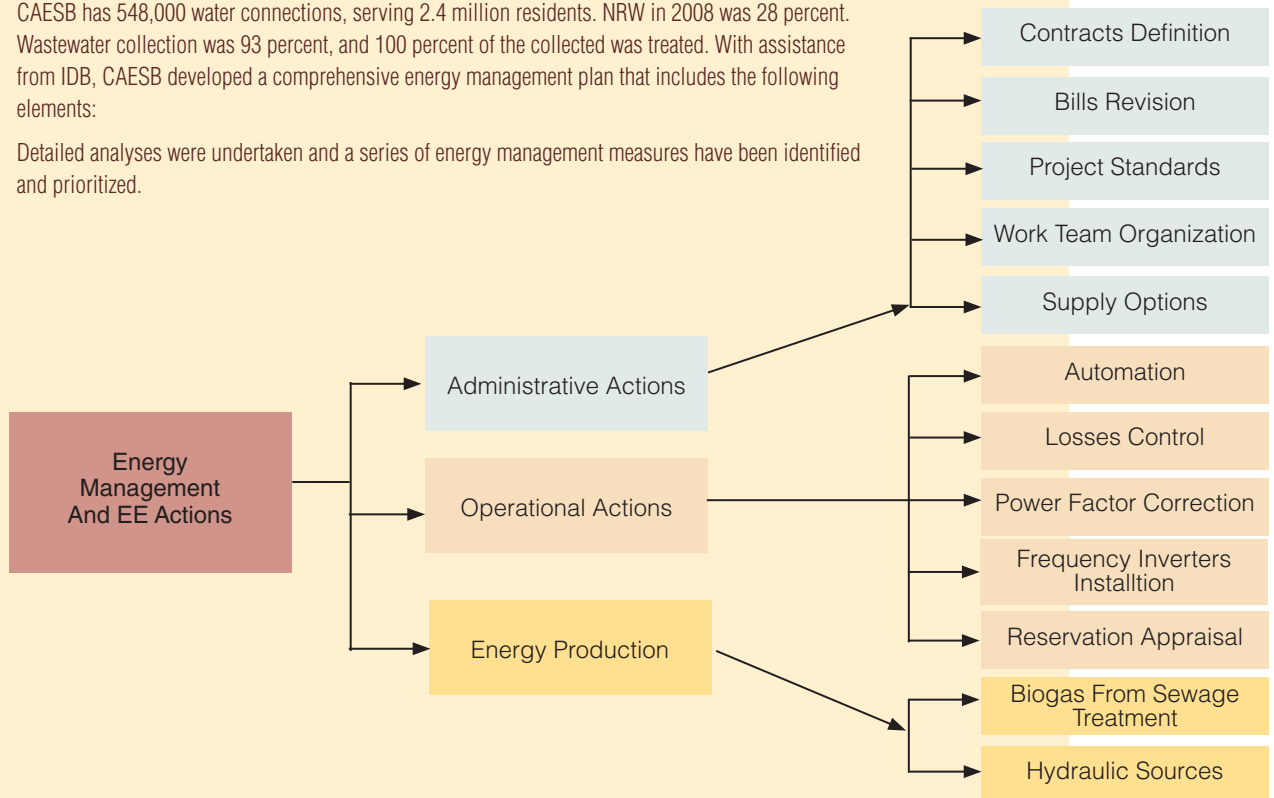 CAESB has 548,000 water connections, serving 2.4 million residents. NRW in 2008 was 28 percent.
Wastewater collection was 93 percent, and 100 percent of the collected was treated. With assistance
from IDB, CAESB developed a comprehensive energy management plan that includes the following
elements:
Detailed analyses were undertaken and a series of energy management measures have been identified
and prioritized.
Energy
Management
And EE Actions
Administrative Actions
Operational Actions
Energy Production
Contracts Definition
Bills Revision
Project Standards
Work Team Organization
Supply Options
Automation
Losses Control
Power Factor Correction
Frequency Inverters
Installtion
Reservation Appraisal
Biogas From Sewage
Treatment
Hydraulic Sources